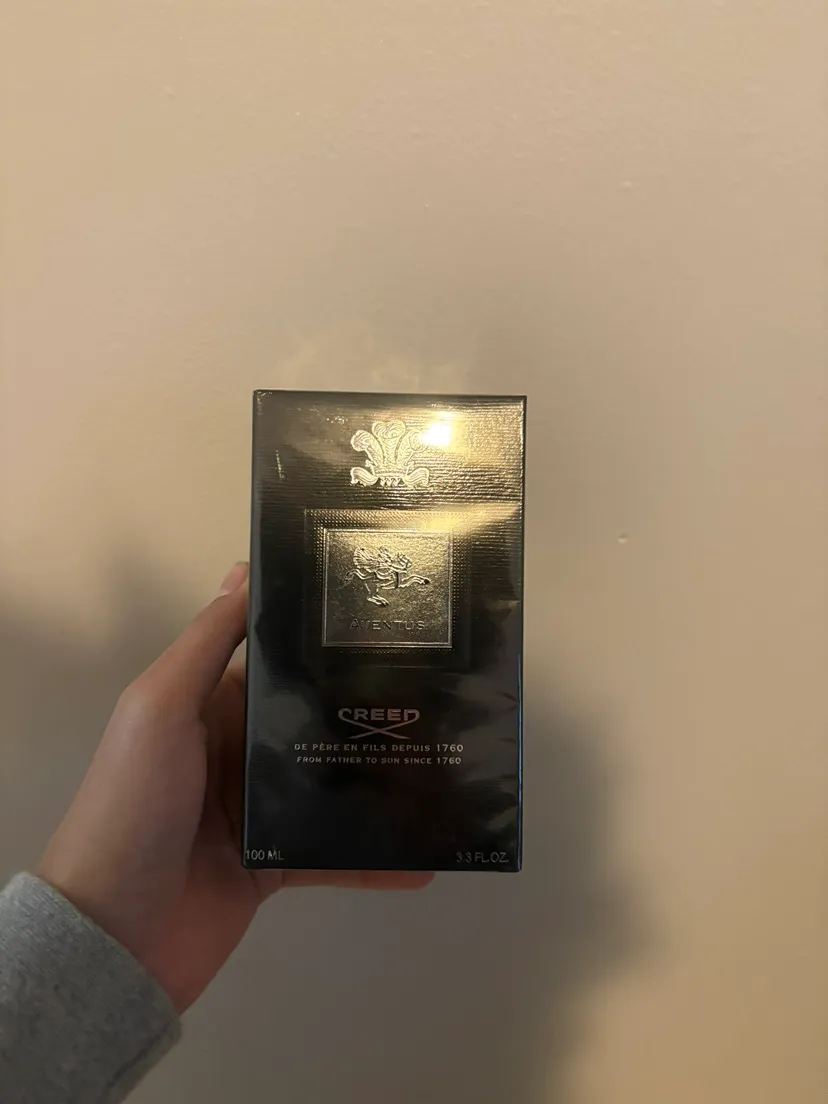 AVENTUS
CREED
DE PÈRE EN FILS DEPUIS 1760
FROM FATHER TO SON SINCE 1760
100 ML
3.3 FL.OZ.